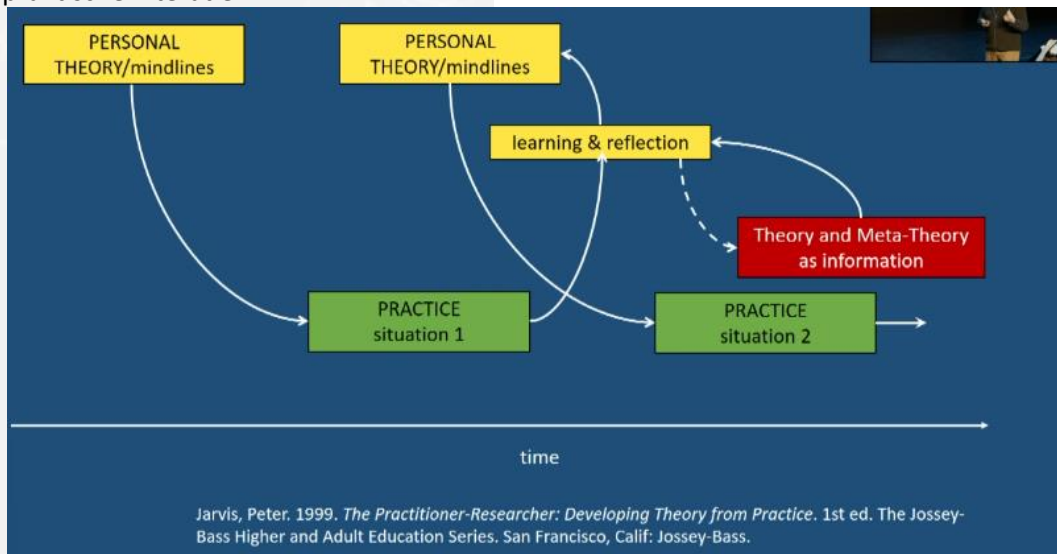 PERSONAL
THEORY/mindlines
PERSONAL
THEORY/mindlines
learning & reflection
Theory and Meta-Theory
as information
PRACTICE
situation 1
PRACTICE
situation 2
time
Jarvis, Peter. 1999. The Practitioner-Researcher: Developing Theory from Practice. 1st ed. The Jossey-
Bass Higher and Adult Education Series. San Francisco, Calif: Jossey-Bass.